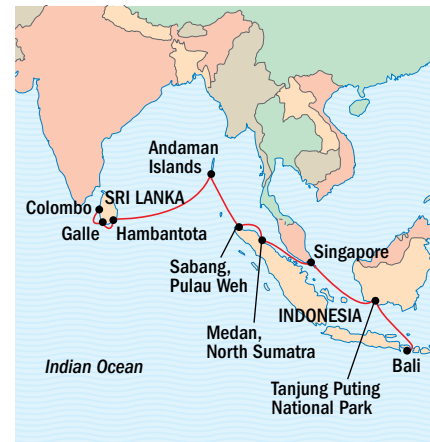 Andaman
Islands
Colombo
SRI LANKA
Galle
Hambantota
Sabang,
Pulau Weh
Singapore
Medan,
North Sumatra
INDONESIA
Indian Ocean
Tanjung Puting
National Park
Bali